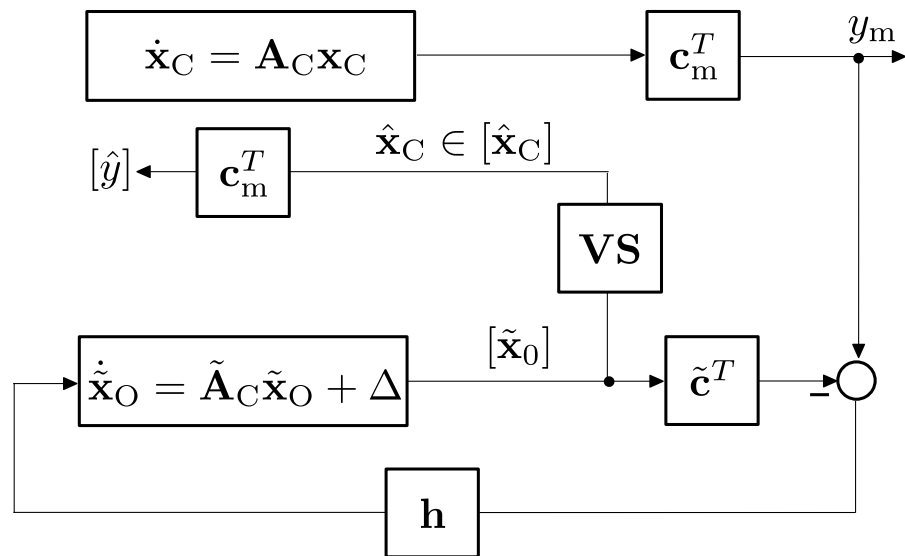 ẋ_C = A_C x_C
c_m^T
y_m
x̂_C ∈ [x̂_C]
[ŷ]
c_m^T
VS
[x̃_0]
x̃̇_O = Ã_C x̃_O + Δ
c̃^T
−
h